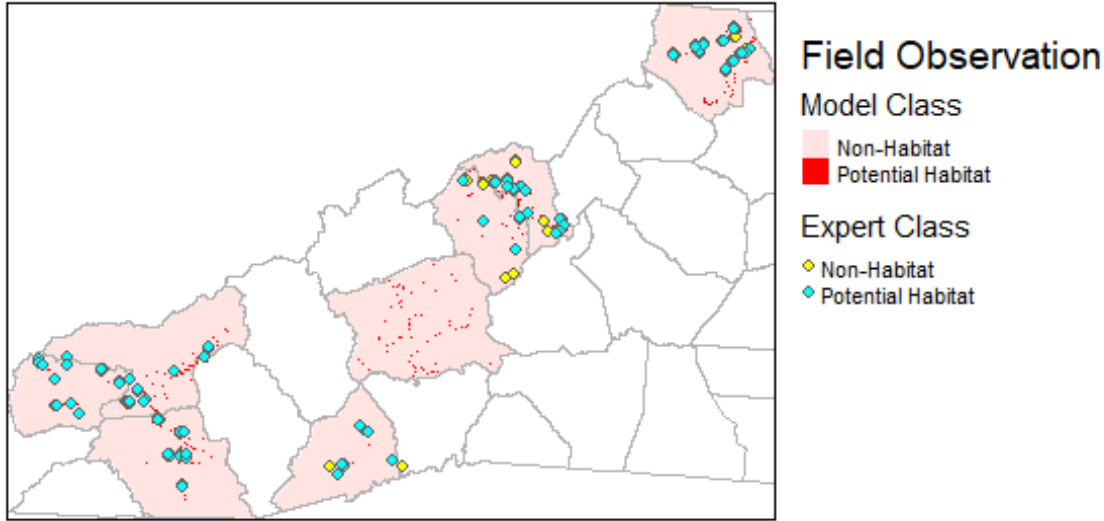 Field Observation
Model Class
Non-Habitat
Potential Habitat
Expert Class
Non-Habitat
Potential Habitat